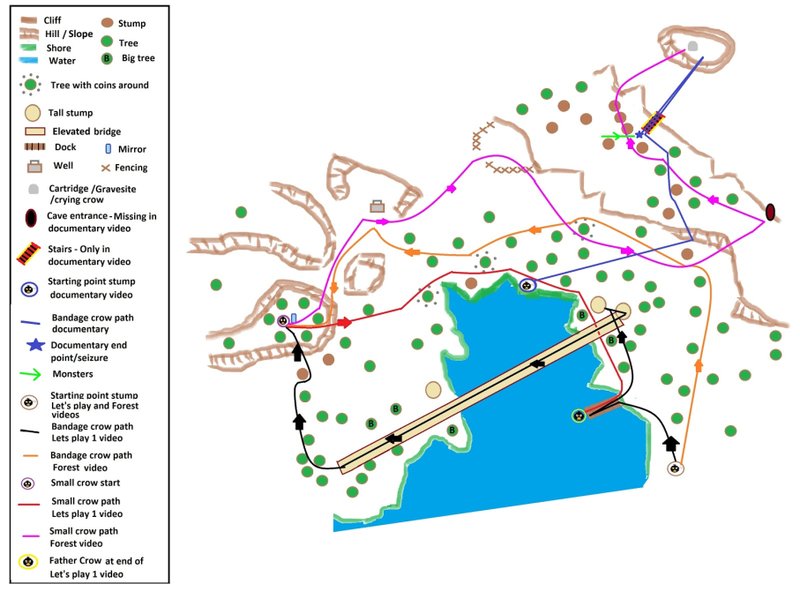 Cliff
Stump
Hill / Slope
Tree
Shore
Water
B
Big tree
Tree with coins around
Tall stump
Elevated bridge
Dock
Mirror
Well
Fencing
Cartridge /Gravesite
/crying crow
Cave entrance - Missing in
documentary video
Stairs - Only in
documentary video
Starting point stump
documentary video
Bandage crow path
documentary
Documentary end
point/seizure
Monsters
Starting point stump
Let's play and Forest
videos
Bandage crow path
Lets play 1 video
Bandage crow path
Forest video
Small crow start
Small crow path
Lets play 1 video
Small crow path
Forest video
Father Crow at end of
Let's play 1 video
B
B
B
B
B